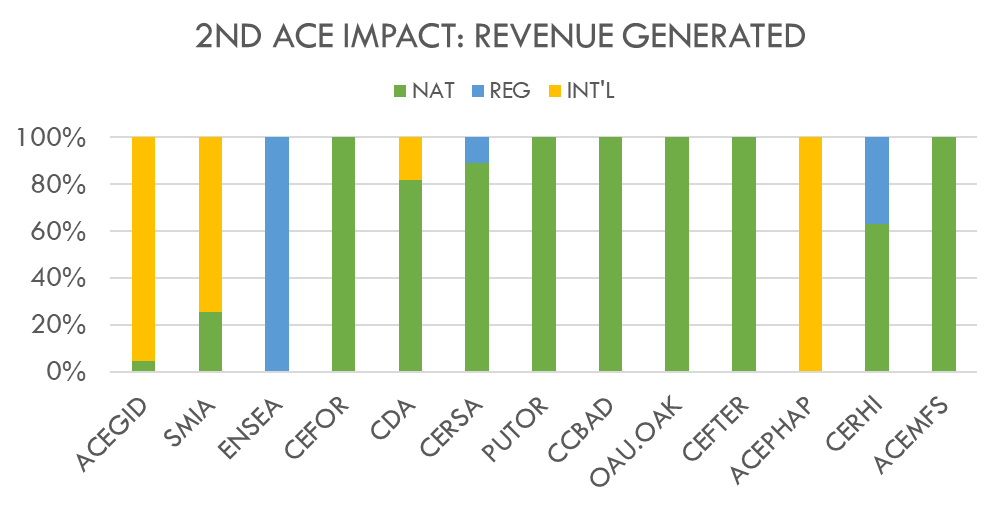 2ND ACE IMPACT: REVENUE GENERATED
NAT REG INT'L
100%
80%
60%
40%
20%
0%
ACEGID
SMIA
ENSEA
CEFOR
CDA
CERSA
PUTOR
CCBAD
OAU.OAK
CEFTER
ACEPHAP
CERHI
ACEMFS